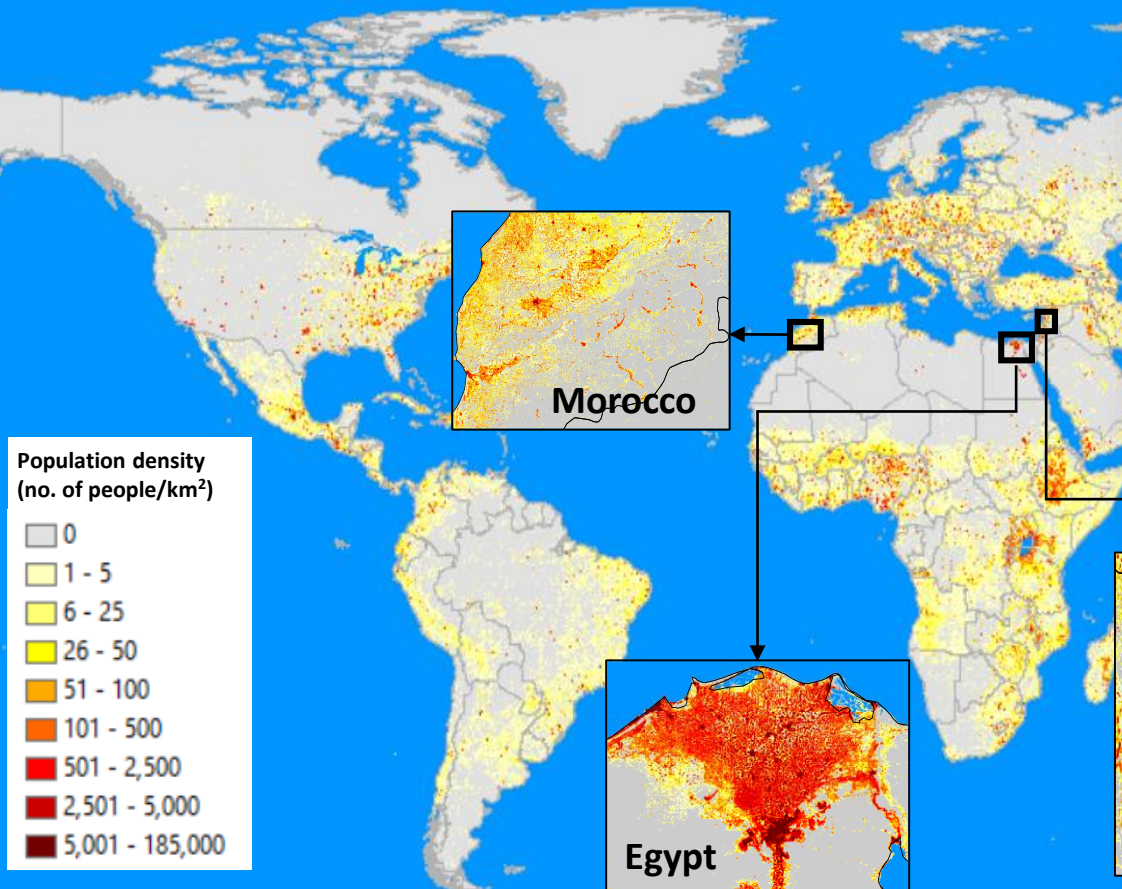 Morocco
Population density
(no. of people/km²)
0
1 - 5
6 - 25
26 - 50
51 - 100
101 - 500
501 - 2,500
2,501 - 5,000
5,001 - 185,000
Egypt